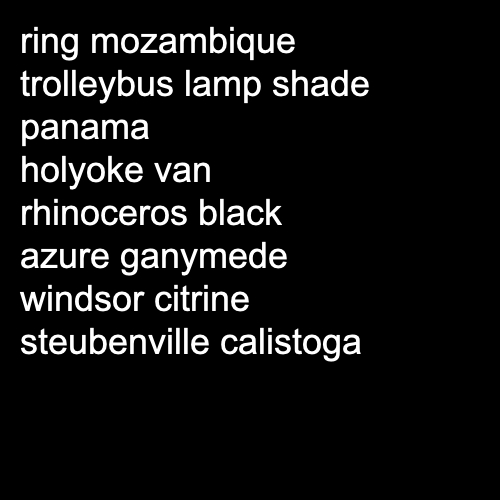 ring mozambique
trolleybus lamp shade
panama
holyoke van
rhinoceros black
azure ganymede
windsor citrine
steubenville calistoga